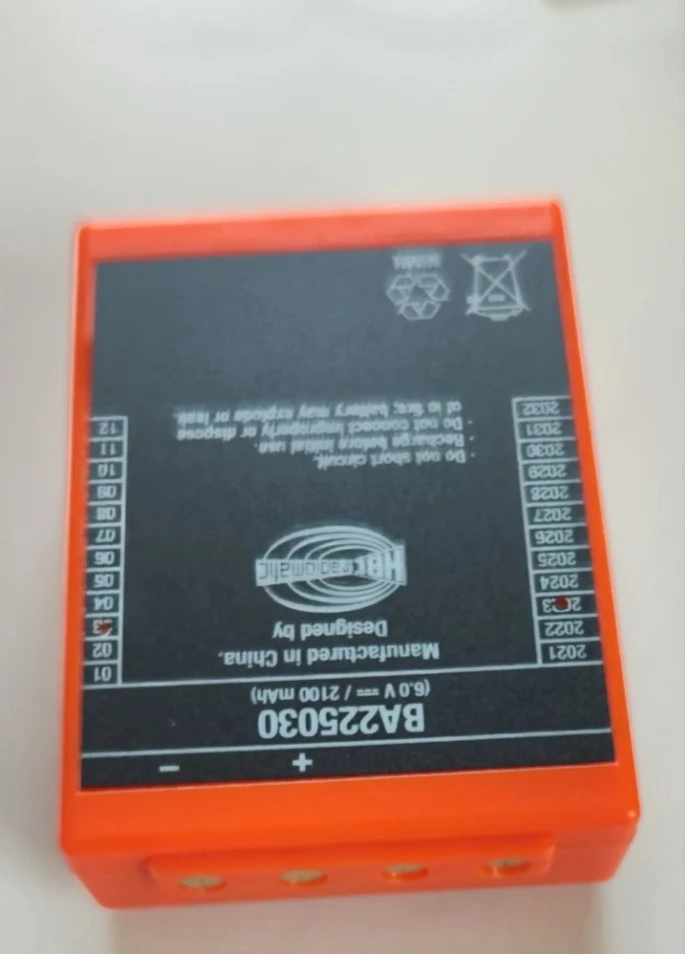 − +
BA225030
(6.0 V ⎓ / 2100 mAh)
Manufactured in China.
Designed by
HBC radiomatic
- Do not short circuit.
- Recharge before initial use.
- Do not connect improperly or dispose
of in fire, battery may explode or leak.
2021
2022
2023
2024
2025
2026
2027
2028
2029
2030
2031
2032
01
02
03
04
05
06
07
08
09
10
11
12